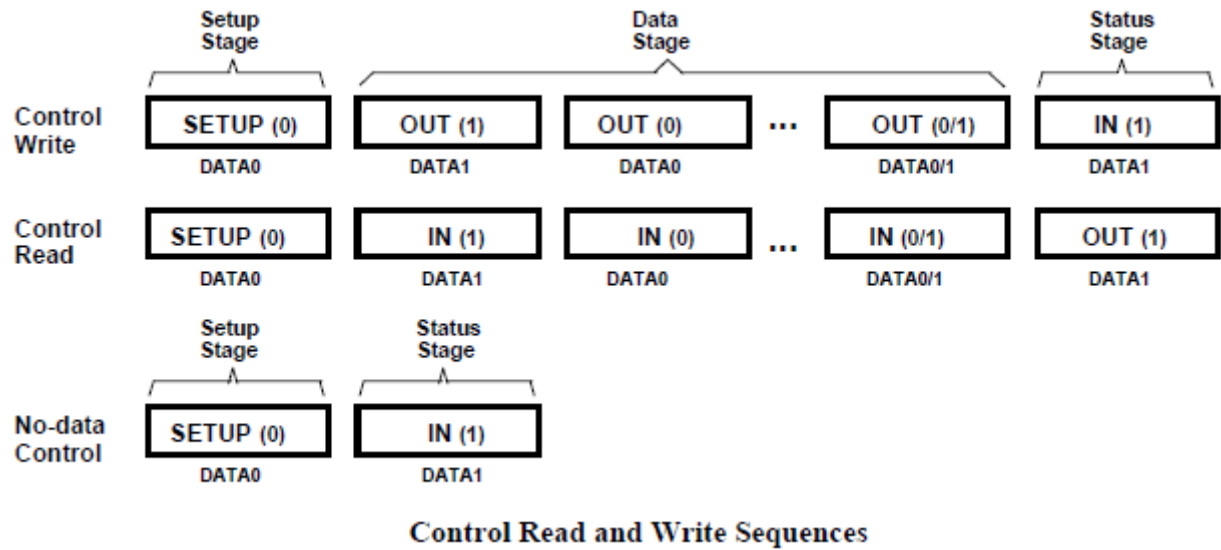 Setup
Stage
Data
Stage
Status
Stage
Control
Write
SETUP (0)
OUT (1)
OUT (0)
...
OUT (0/1)
IN (1)
DATA0
DATA1
DATA0
DATA0/1
DATA1
Control
Read
SETUP (0)
IN (1)
IN (0)
...
IN (0/1)
OUT (1)
DATA0
DATA1
DATA0
DATA0/1
DATA1
Setup
Stage
Status
Stage
No-data
Control
SETUP (0)
IN (1)
DATA0
DATA1
Control Read and Write Sequences